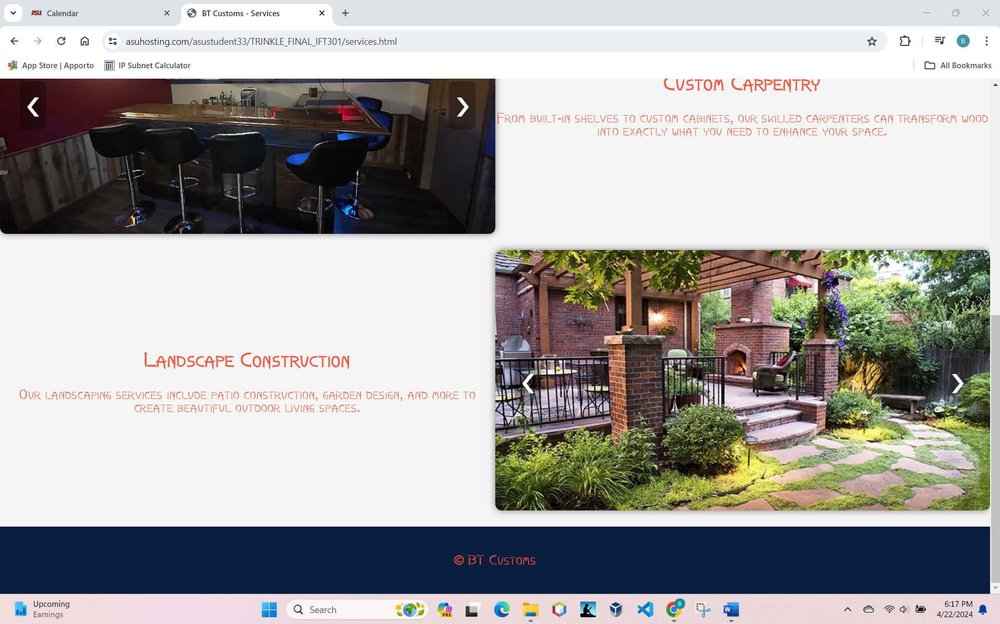 Calendar
BT Customs - Services
asuhosting.com/asustudent33/TRINKLE_FINAL_IFT301/services.html
B
App Store | Apporto
IP Subnet Calculator
All Bookmarks
Custom Carpentry
From built-in shelves to custom cabinets, our skilled carpenters can transform wood
into exactly what you need to enhance your space.
Landscape Construction
Our landscaping services include patio construction, garden design, and more to
create beautiful outdoor living spaces.
© BT Customs
Upcoming
Earnings
Search
PRE
B
W
6:17 PM
4/22/2024